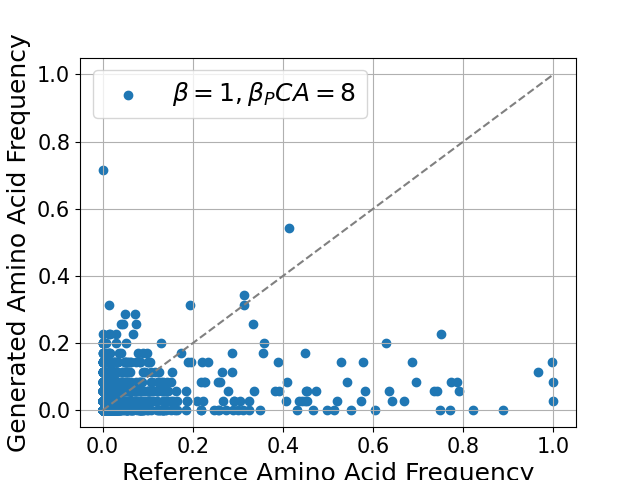 Generated Amino Acid Frequency
1.0
0.8
0.6
0.4
0.2
0.0
β = 1, β_PCA = 8
0.0 0.2 0.4 0.6 0.8 1.0
Reference Amino Acid Frequency